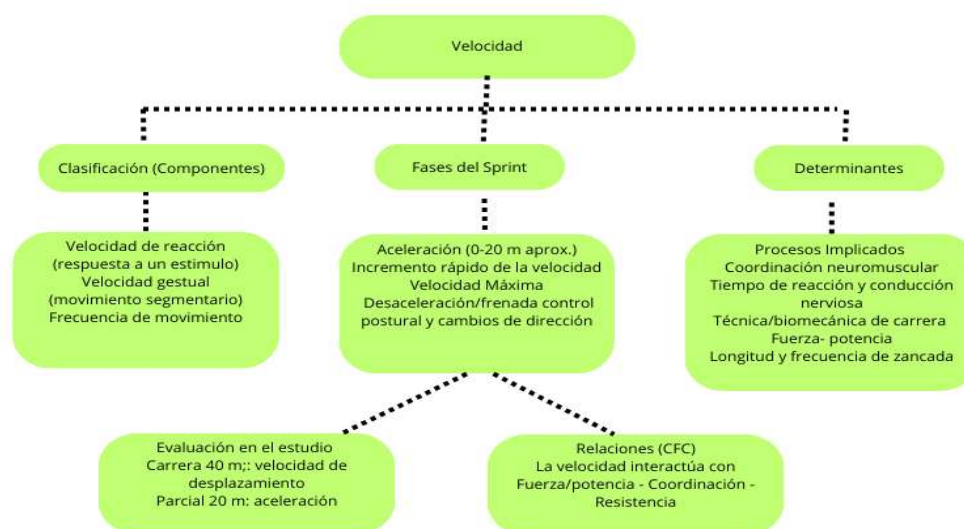 Velocidad
Clasificación (Componentes)
Fases del Sprint
Determinantes
Velocidad de reacción
(respuesta a un estimulo)
Velocidad gestual
(movimiento segmentario)
Frecuencia de movimiento
Aceleración (0-20 m aprox.)
Incremento rápido de la velocidad
Velocidad Máxima
Desaceleración/frenada control
postural y cambios de dirección
Procesos Implicados
Coordinación neuromuscular
Tiempo de reacción y conducción
nerviosa
Técnica/biomecánica de carrera
Fuerza- potencia
Longitud y frecuencia de zancada
Evaluación en el estudio
Carrera 40 m;: velocidad de
desplazamiento
Parcial 20 m: aceleración
Relaciones (CFC)
La velocidad interactúa con
Fuerza/potencia - Coordinación -
Resistencia